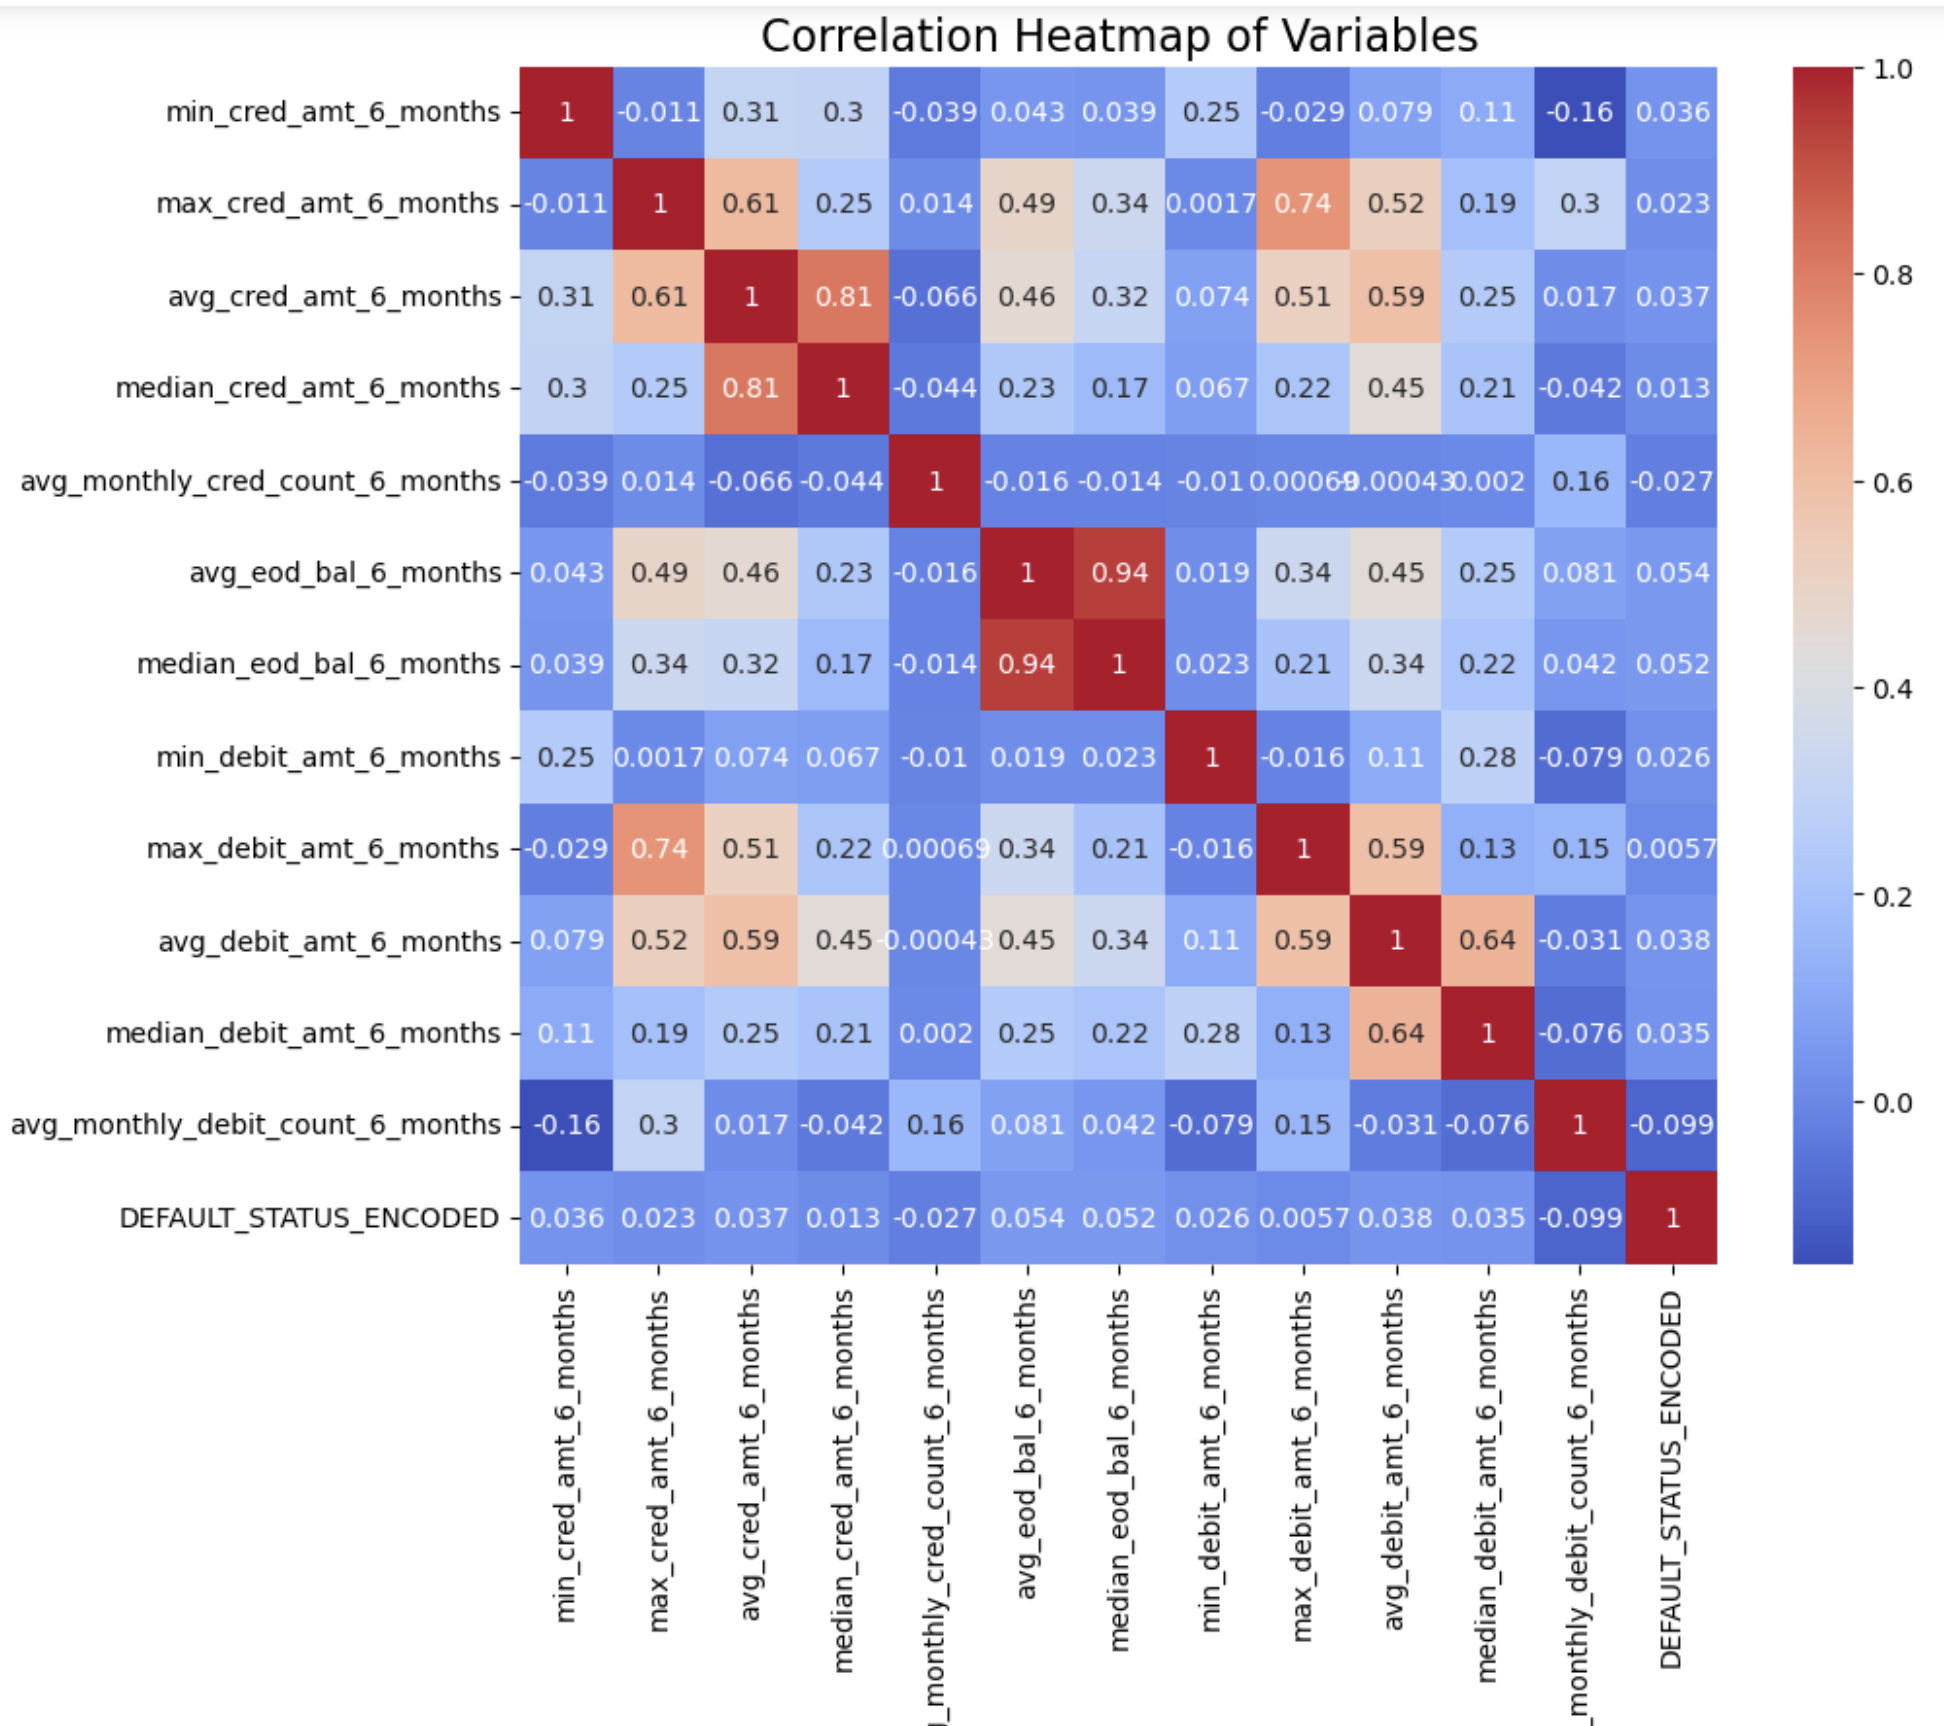 Correlation Heatmap of Variables
min_cred_amt_6_months 1 -0.011 0.31 0.3 -0.039 0.043 0.039 0.25 -0.029 0.079 0.11 -0.16 0.036
max_cred_amt_6_months -0.011 1 0.61 0.25 0.014 0.49 0.34 0.0017 0.74 0.52 0.19 0.3 0.023
avg_cred_amt_6_months 0.31 0.61 1 0.81 -0.066 0.46 0.32 0.074 0.51 0.59 0.25 0.017 0.037
median_cred_amt_6_months 0.3 0.25 0.81 1 -0.044 0.23 0.17 0.067 0.22 0.45 0.21 -0.042 0.013
avg_monthly_cred_count_6_months -0.039 0.014 -0.066 -0.044 1 -0.016 -0.014 -0.01 0.00069 -0.00043 0.002 0.16 -0.027
avg_eod_bal_6_months 0.043 0.49 0.46 0.23 -0.016 1 0.94 0.019 0.34 0.45 0.25 0.081 0.054
median_eod_bal_6_months 0.039 0.34 0.32 0.17 -0.014 0.94 1 0.023 0.21 0.34 0.22 0.042 0.052
min_debit_amt_6_months 0.25 0.0017 0.074 0.067 -0.01 0.019 0.023 1 -0.016 0.11 0.28 -0.079 0.026
max_debit_amt_6_months -0.029 0.74 0.51 0.22 0.00069 0.34 0.21 -0.016 1 0.59 0.13 0.15 0.0057
avg_debit_amt_6_months 0.079 0.52 0.59 0.45 -0.00043 0.45 0.34 0.11 0.59 1 0.64 -0.031 0.038
median_debit_amt_6_months 0.11 0.19 0.25 0.21 0.002 0.25 0.22 0.28 0.13 0.64 1 -0.076 0.035
avg_monthly_debit_count_6_months -0.16 0.3 0.017 -0.042 0.16 0.081 0.042 -0.079 0.15 -0.031 -0.076 1 -0.099
DEFAULT_STATUS_ENCODED 0.036 0.023 0.037 0.013 -0.027 0.054 0.052 0.026 0.0057 0.038 0.035 -0.099 1
min_cred_amt_6_months
max_cred_amt_6_months
avg_cred_amt_6_months
median_cred_amt_6_months
_monthly_cred_count_6_months
avg_eod_bal_6_months
median_eod_bal_6_months
min_debit_amt_6_months
max_debit_amt_6_months
avg_debit_amt_6_months
median_debit_amt_6_months
_monthly_debit_count_6_months
DEFAULT_STATUS_ENCODED
1.0
0.8
0.6
0.4
0.2
0.0